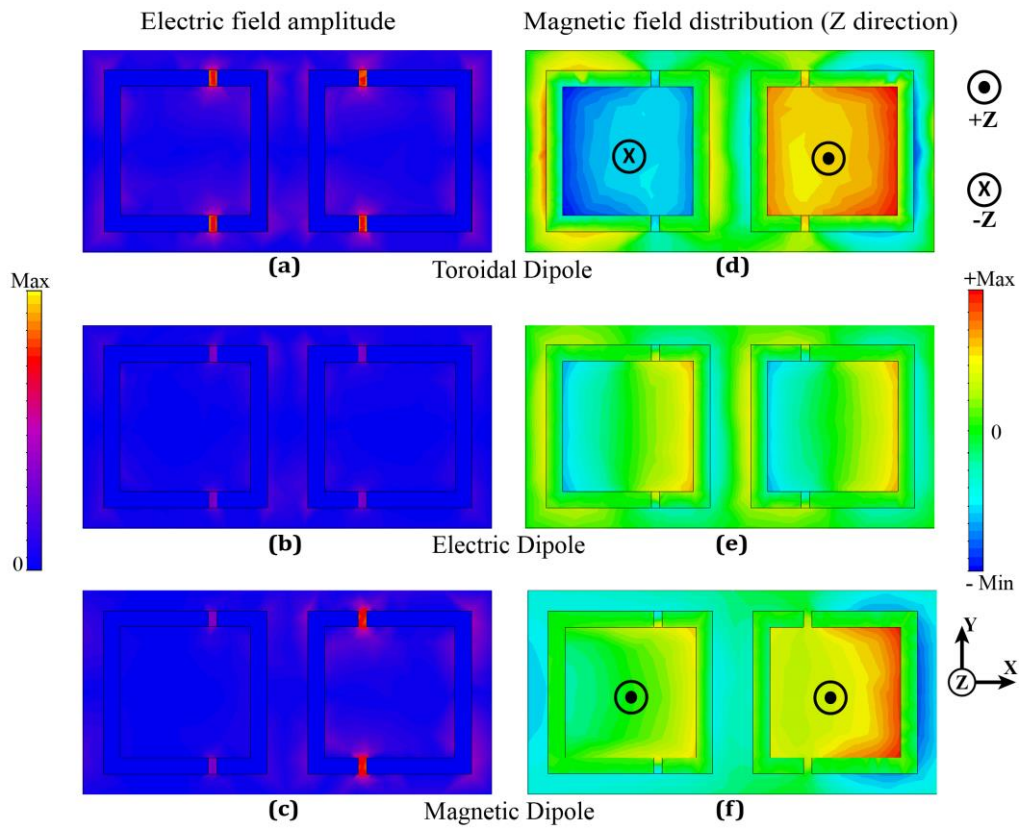 Electric field amplitude
Magnetic field distribution (Z direction)
X
+Z
X
-Z
(a)
Toroidal Dipole
(d)
Max
0
+Max
0
- Min
(b)
Electric Dipole
(e)
Y
Z
X
(c)
Magnetic Dipole
(f)